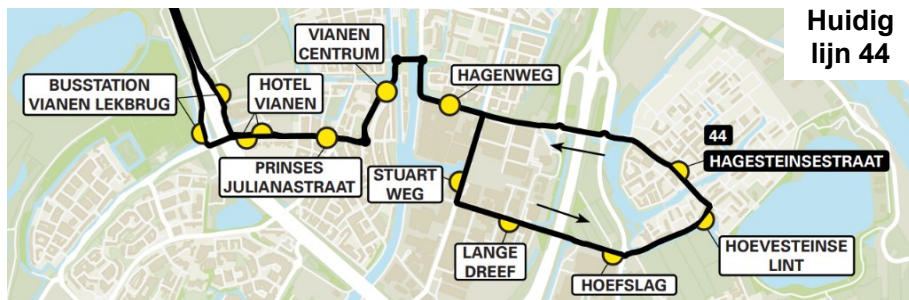 Huidig
lijn 44
VIANEN
CENTRUM
BUSSTATION
VIANEN LEKBRUG
HOTEL
VIANEN
HAGENWEG
PRINSES
JULIANASTRAAT
STUART
WEG
44
HAGESTEINSESTRAAT
LANGE
DREEF
HOEFSLAG
HOEVESTEINSE
LINT